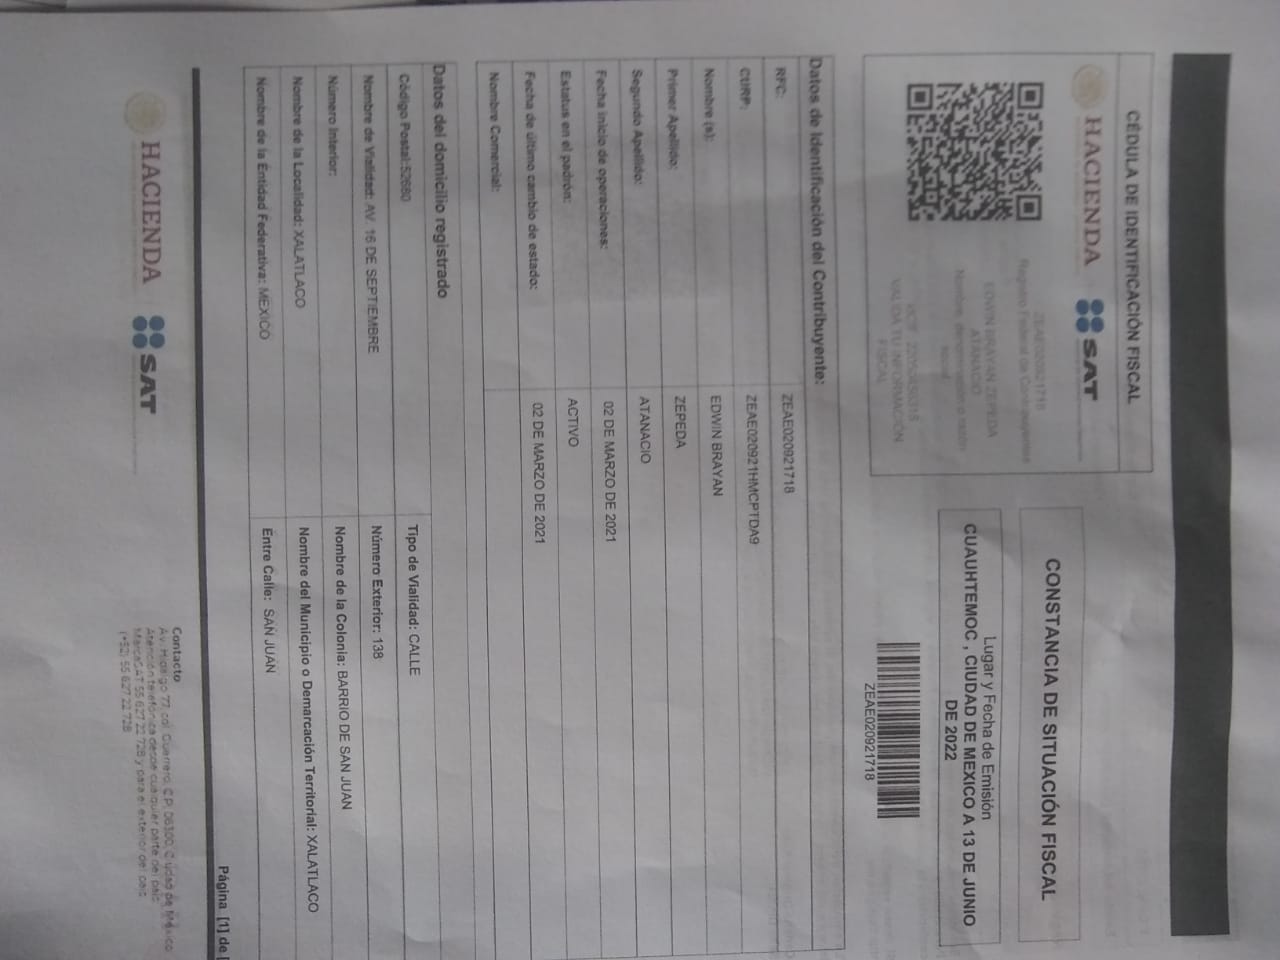 CÉDULA DE IDENTIFICACIÓN FISCAL
HACIENDA
SAT
ZEAE020921718
Registro Federal de Contribuyentes
EDWIN BRAYAN ZEPEDA
ATANACIO
Nombre, denominación o razón
social
VALIDA TU INFORMACIÓN
FISCAL
CONSTANCIA DE SITUACIÓN FISCAL
Lugar y Fecha de Emisión
CUAUHTEMOC , CIUDAD DE MEXICO A 13 DE JUNIO
DE 2022
ZEAE020921718
Datos de Identificación del Contribuyente:
RFC: ZEAE020921718
CURP: ZEAE020921HMCPTDA9
Nombre (s): EDWIN BRAYAN
Primer Apellido: ZEPEDA
Segundo Apellido: ATANACIO
Fecha inicio de operaciones: 02 DE MARZO DE 2021
Estatus en el padrón: ACTIVO
Fecha de último cambio de estado: 02 DE MARZO DE 2021
Nombre Comercial:
Datos del domicilio registrado
Código Postal:52680 Tipo de Vialidad: CALLE
Nombre de Vialidad: AV. 16 DE SEPTIEMBRE Número Exterior: 138
Número Interior: Nombre de la Colonia: BARRIO DE SAN JUAN
Nombre de la Localidad: XALATLACO Nombre del Municipio o Demarcación Territorial: XALATLACO
Nombre de la Entidad Federativa: MEXICO Entre Calle: SAN JUAN
Página [1] de [
HACIENDA
SAT
Contacto
Av. Hidalgo 77, col. Guerrero, C.P. 06300, Ciudad de México
Atención telefónica desde cualquier parte del país:
MarcaSAT 55 627 22 728 y para el exterior del país
(+52) 55 627 22 728